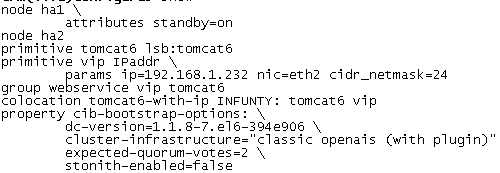 node ha1 \
        attributes standby=on
node ha2
primitive tomcat6 lsb:tomcat6
primitive vip IPaddr \
        params ip=192.168.1.232 nic=eth2 cidr_netmask=24
group webservice vip tomcat6
colocation tomcat6-with-ip INFUNTY: tomcat6 vip
property cib-bootstrap-options: \
        dc-version=1.1.8-7.el6-394e906 \
        cluster-infrastructure="classic openais (with plugin)"
        expected-quorum-votes=2 \
        stonith-enabled=false